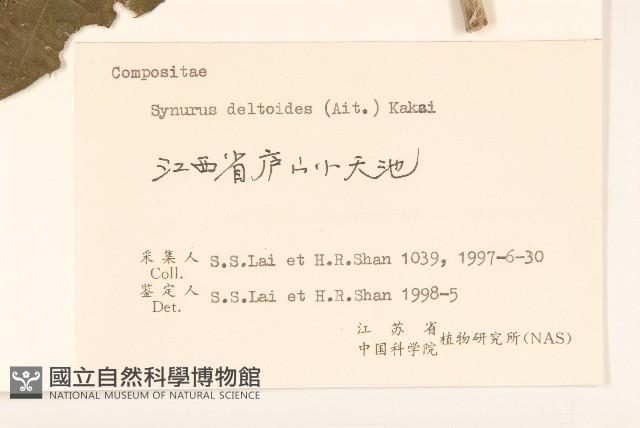 Compositae
Synurus deltoides (Ait.) Kakai
江西省庐山小天池
采集人 Coll. S.S.Lai et H.R.Shan 1039, 1997-6-30
鉴定人 Det. S.S.Lai et H.R.Shan 1998-5
江苏省
中国科学院 植物研究所(NAS)
國立自然科學博物館
NATIONAL MUSEUM OF NATURAL SCIENCE